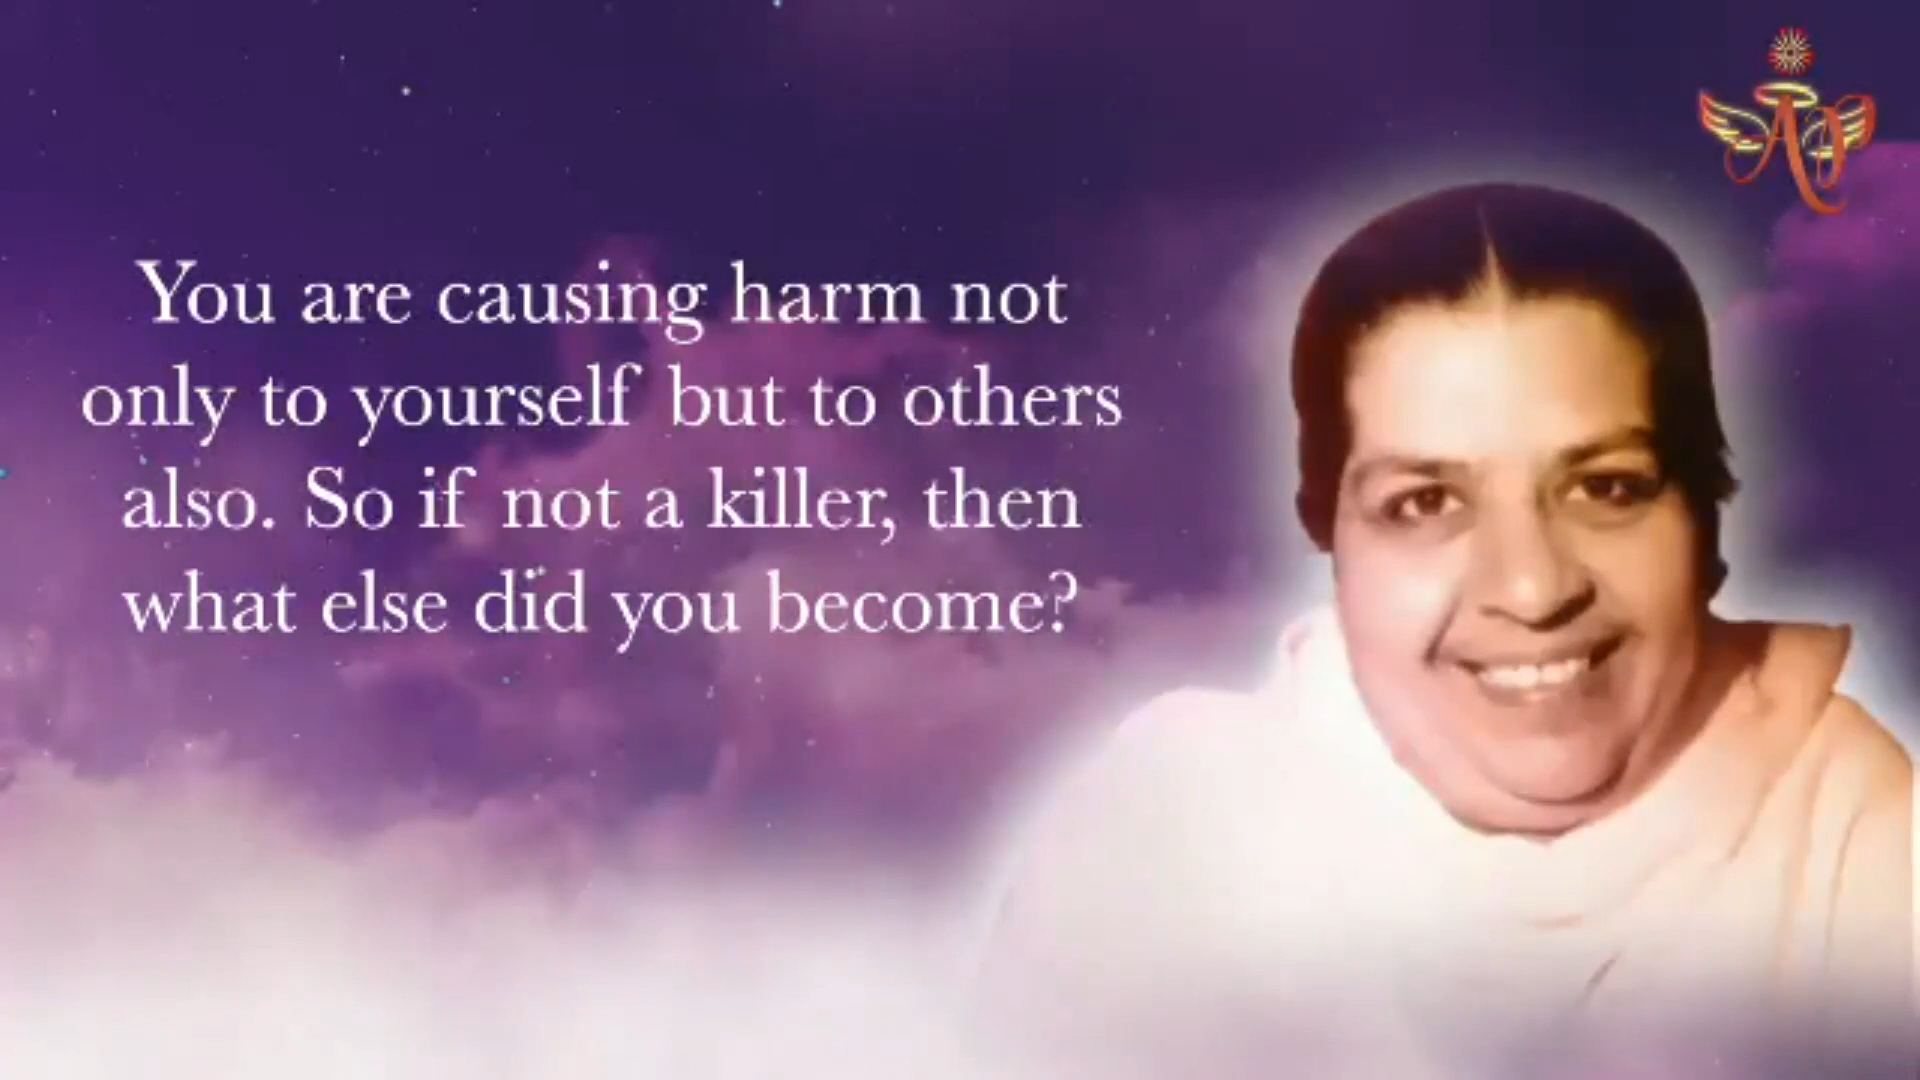 You are causing harm not
only to yourself but to others
also. So if not a killer, then
what else did you become?